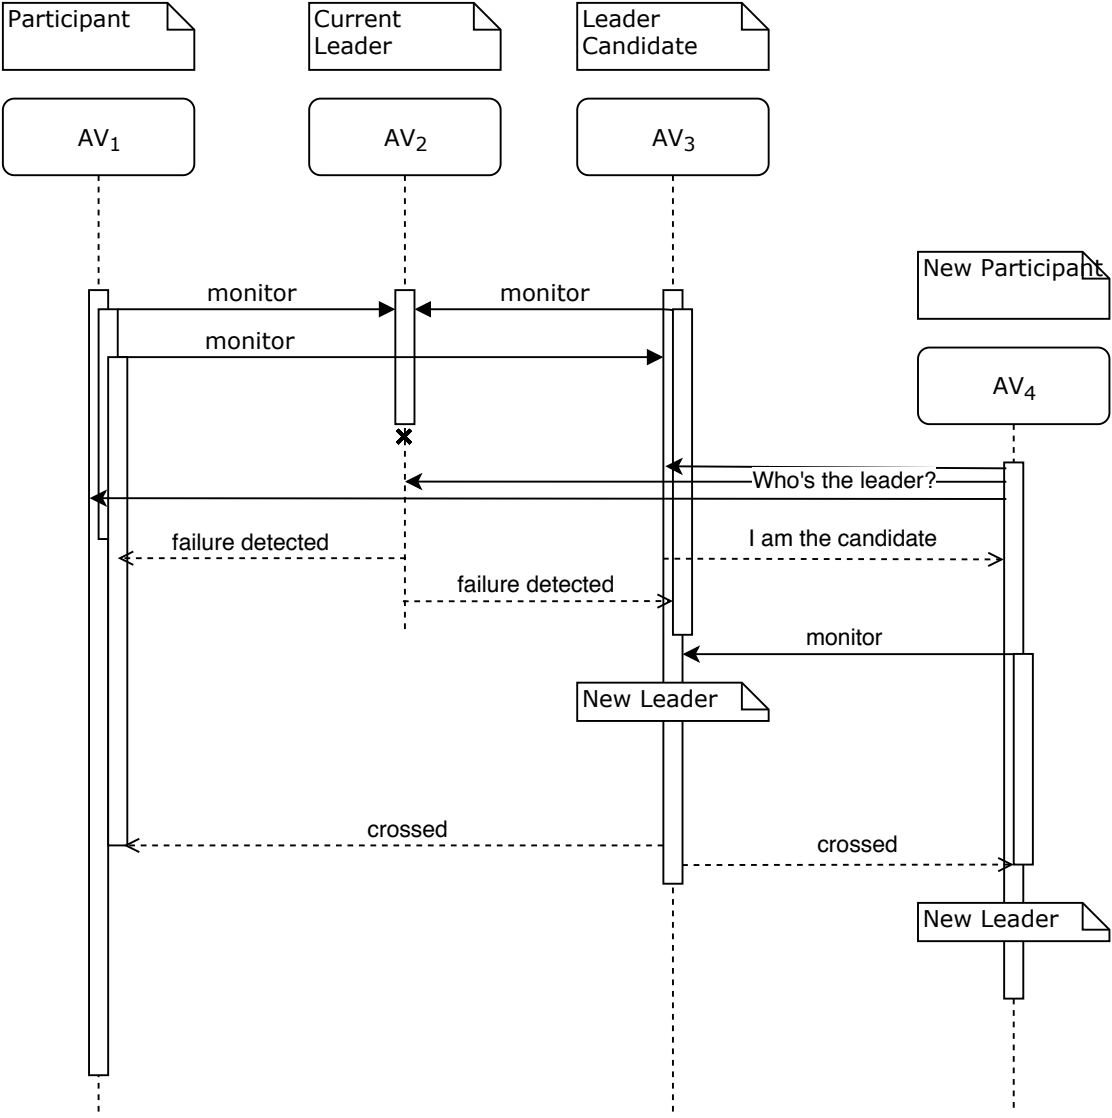 Participant
Current
Leader
Leader
Candidate
AV1
AV2
AV3
New Participant
monitor
monitor
monitor
AV4
Who's the leader?
failure detected
I am the candidate
failure detected
monitor
New Leader
crossed
crossed
New Leader